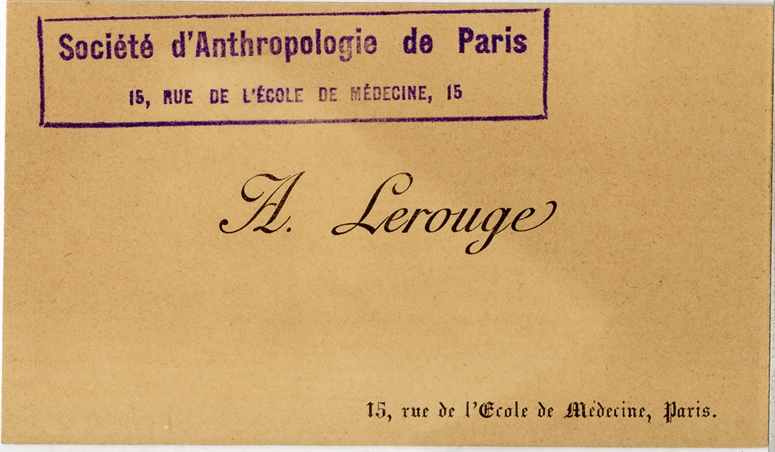 Société d'Anthropologie de Paris
15, RUE DE L'ÉCOLE DE MÉDECINE, 15
A. Lerouge
15, rue de l'Ecole de Médecine, Paris.